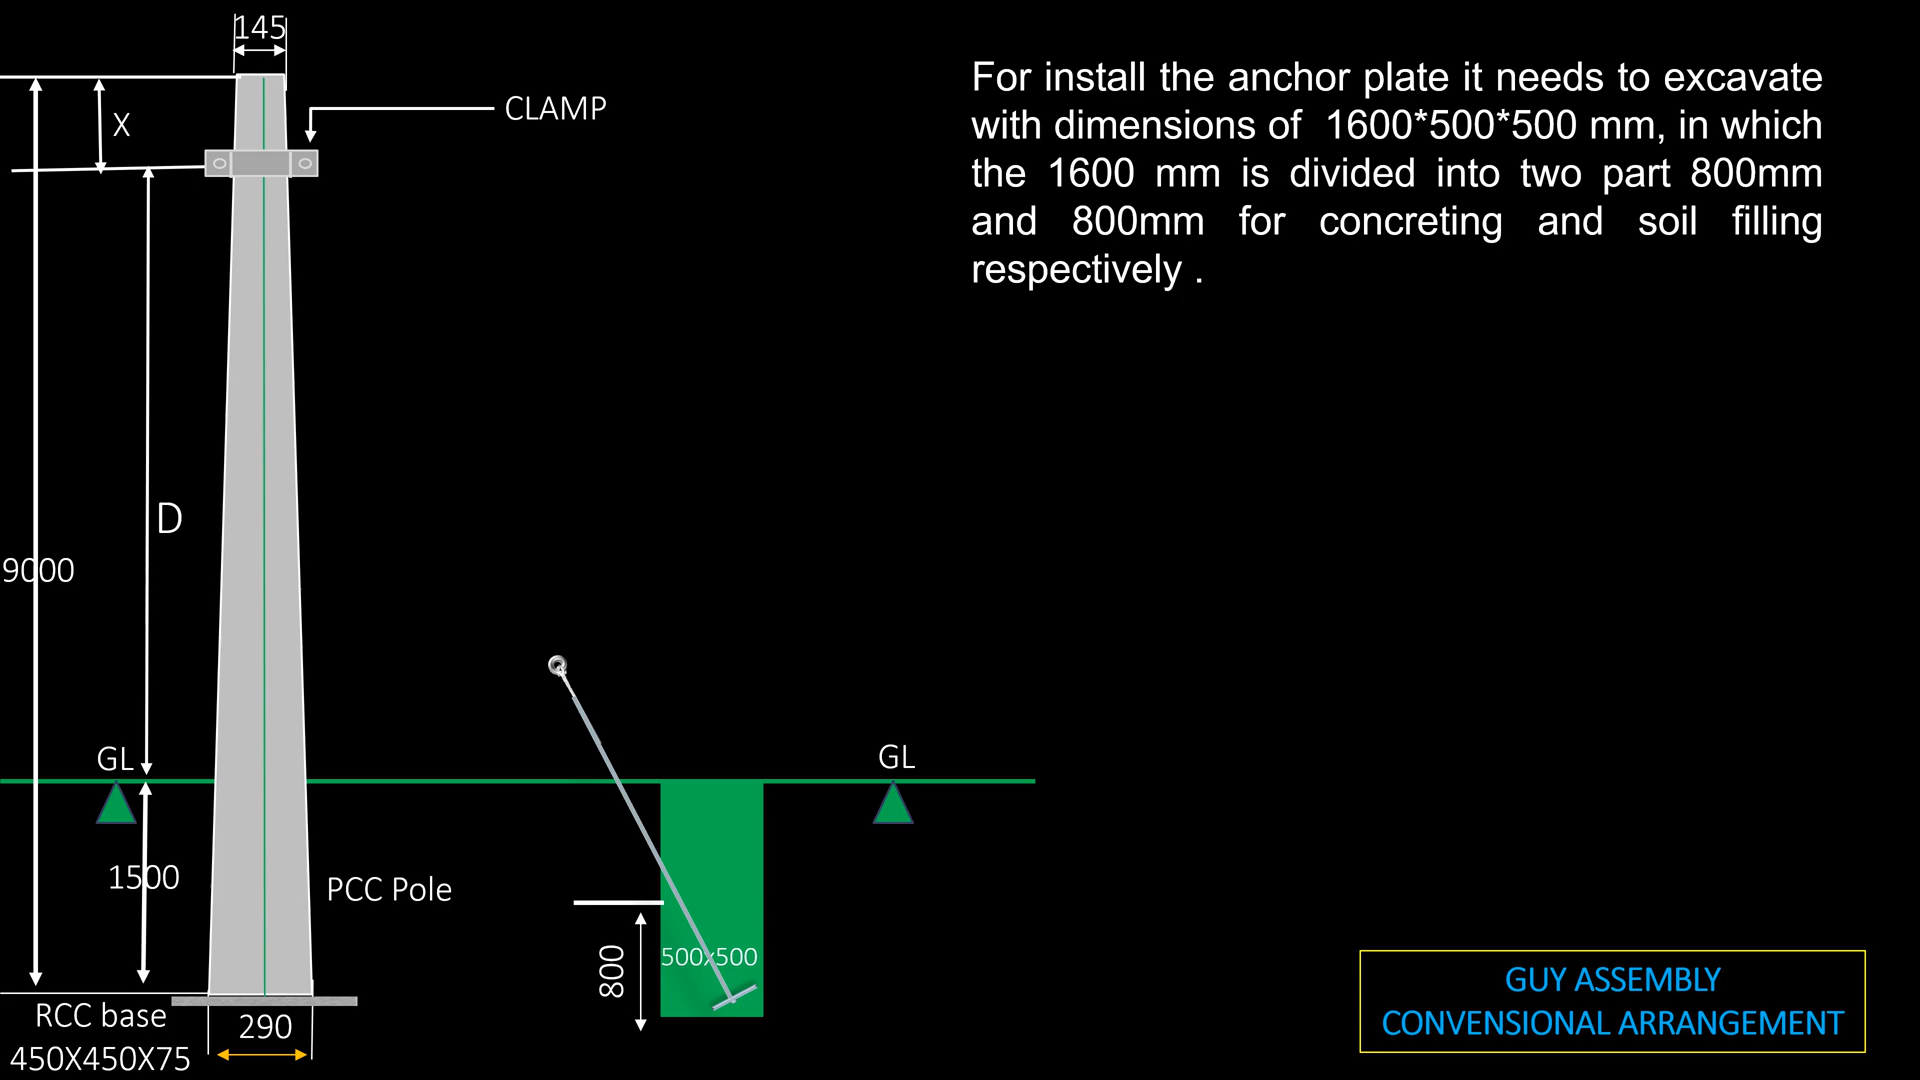 145
For install the anchor plate it needs to excavate
with dimensions of 1600*500*500 mm, in which
the 1600 mm is divided into two part 800mm
and 800mm for concreting and soil filling
respectively .
CLAMP
X
D
9000
GL
GL
1500
PCC Pole
800
500x500
RCC base
450X450X75
290
GUY ASSEMBLY
CONVENSIONAL ARRANGEMENT